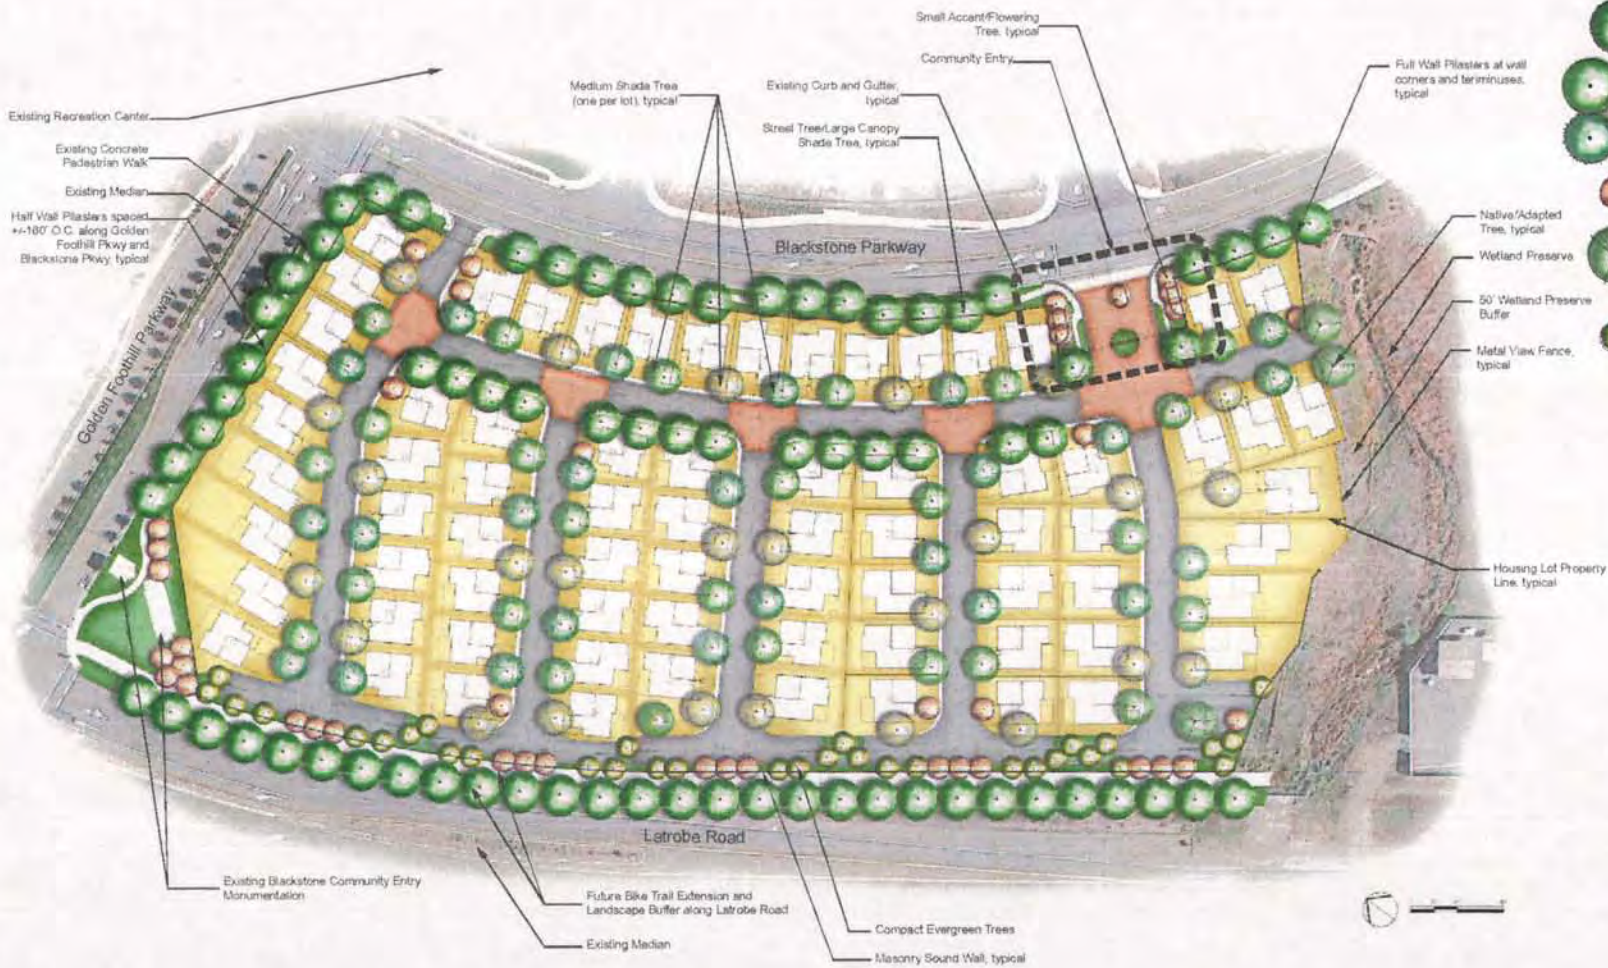 Small Accent/Flowering
Tree, typical
Community Entry
Full Wall Pilasters at wall
corners and teriminuses,
typical
Medium Shade Tree
(one per lot), typical
Existing Curb and Gutter,
typical
Street Tree/Large Canopy
Shade Tree, typical
Existing Recreation Center
Existing Concrete
Pedestrian Walk
Existing Median
Half Wall Pilasters spaced
+/-160' O.C. along Golden
Foothill Pkwy and
Blackstone Pkwy, typical
Native/Adapted
Tree, typical
Wetland Preserve
50' Wetland Preserve
Buffer
Metal View Fence,
typical
Housing Lot Property
Line, typical
Blackstone Parkway
Golden Foothill Parkway
Latrobe Road
Existing Blackstone Community Entry
Monumentation
Future Bike Trail Extension and
Landscape Buffer along Latrobe Road
Existing Median
Compact Evergreen Trees
Masonry Sound Wall, typical